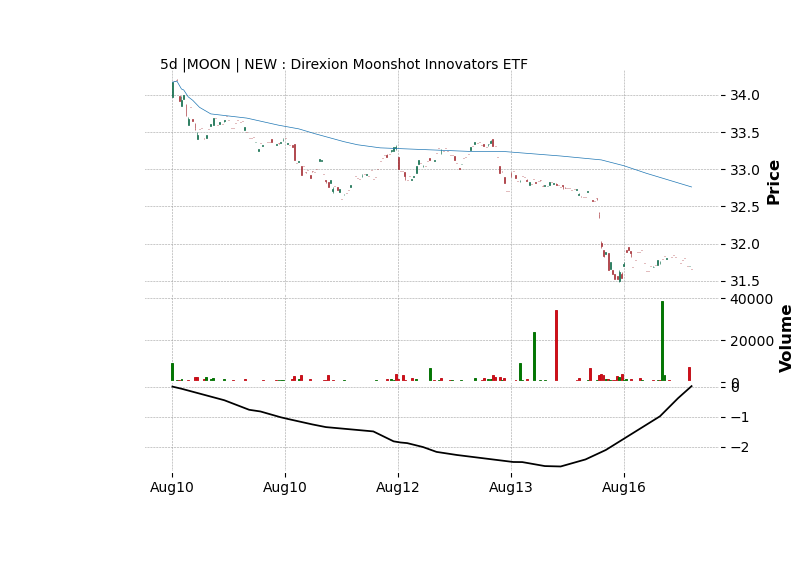 5d |MOON | NEW : Direxion Moonshot Innovators ETF
34.0
33.5
33.0
32.5
32.0
31.5
Price
40000
20000
0
Volume
0
−1
−2
Aug10
Aug10
Aug12
Aug13
Aug16